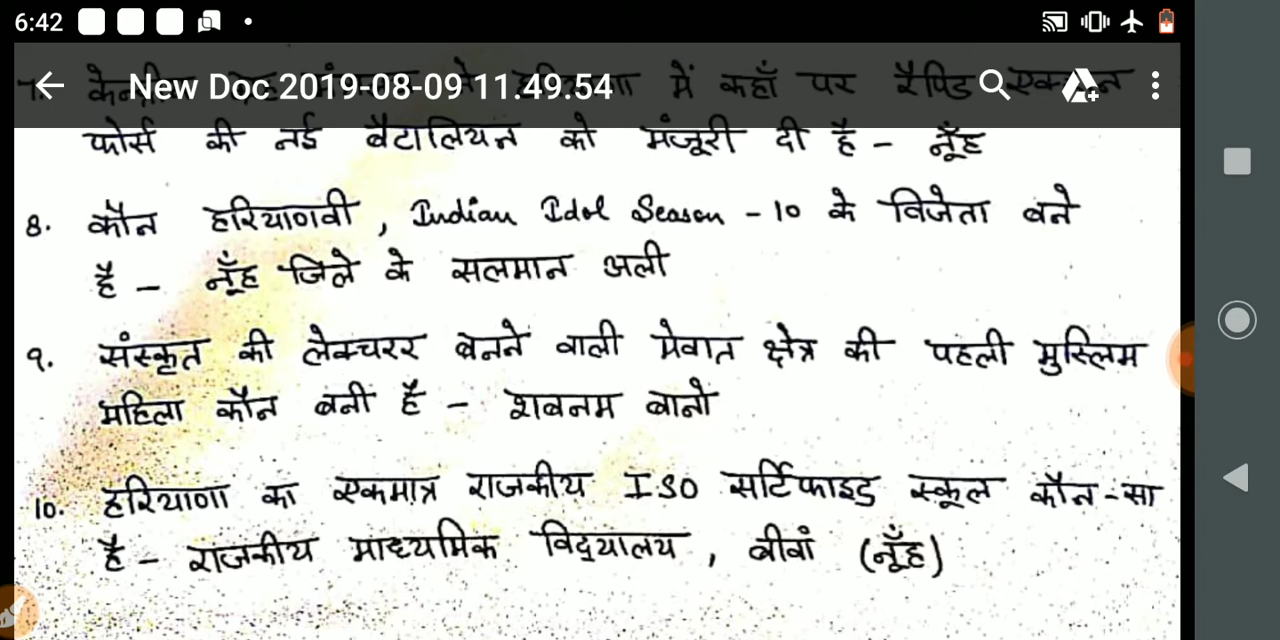 6:42
New Doc 2019-08-09 11.49.54
में कहाँ पर रैपिड एक्शन
फोर्स की नई बैटालियन को मंजूरी दी है - नूँह
8. कौन हरियाणवी , Indian Idol Season - 10 के विजेता बने
है - नूँह जिले के सलमान अली
9. संस्कृत की लेक्चरर बनने वाली मेवात क्षेत्र की पहली मुस्लिम
महिला कौन बनी है - शबनम बानो
10. हरियाणा का एकमात्र राजकीय ISO सर्टिफाइड स्कूल कौन-सा
है - राजकीय माध्यमिक विद्यालय , बीवां (नूँह)